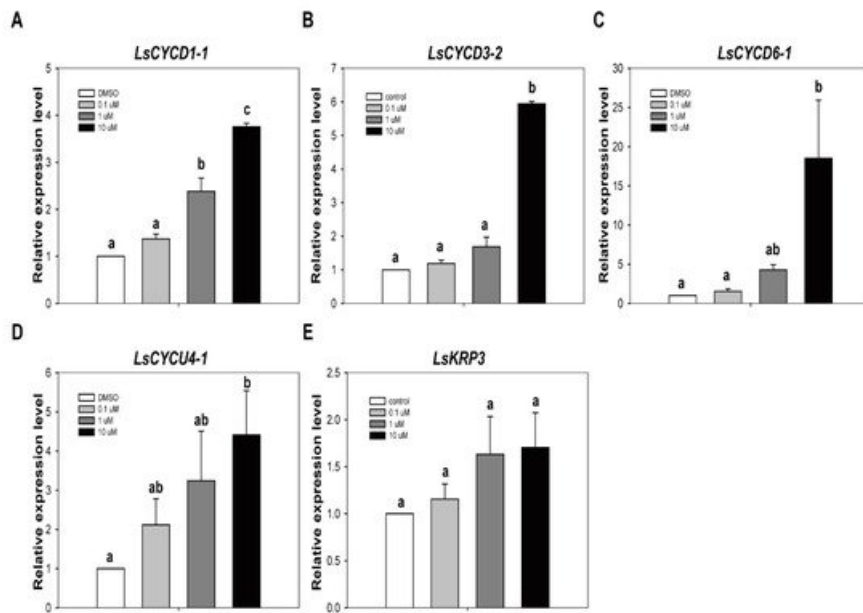 A
LsCYCD1-1
Relative expression level
5
4
3
2
1
0
DMSO
0.1 uM
1 uM
10 uM
a
a
b
c
B
LsCYCD3-2
Relative expression level
7
6
5
4
3
2
1
0
control
0.1 uM
1 uM
10 uM
a
a
a
b
C
LsCYCD6-1
Relative expression level
30
25
20
15
10
5
0
DMSO
0.1 uM
1 uM
10 uM
a
a
ab
b
D
LsCYCU4-1
Relative expression level
6
5
4
3
2
1
0
DMSO
0.1 uM
1 uM
10 uM
a
ab
ab
b
E
LsKRP3
Relative expression level
2.5
2.0
1.5
1.0
0.5
0.0
control
0.1 uM
1 uM
10 uM
a
a
a
a